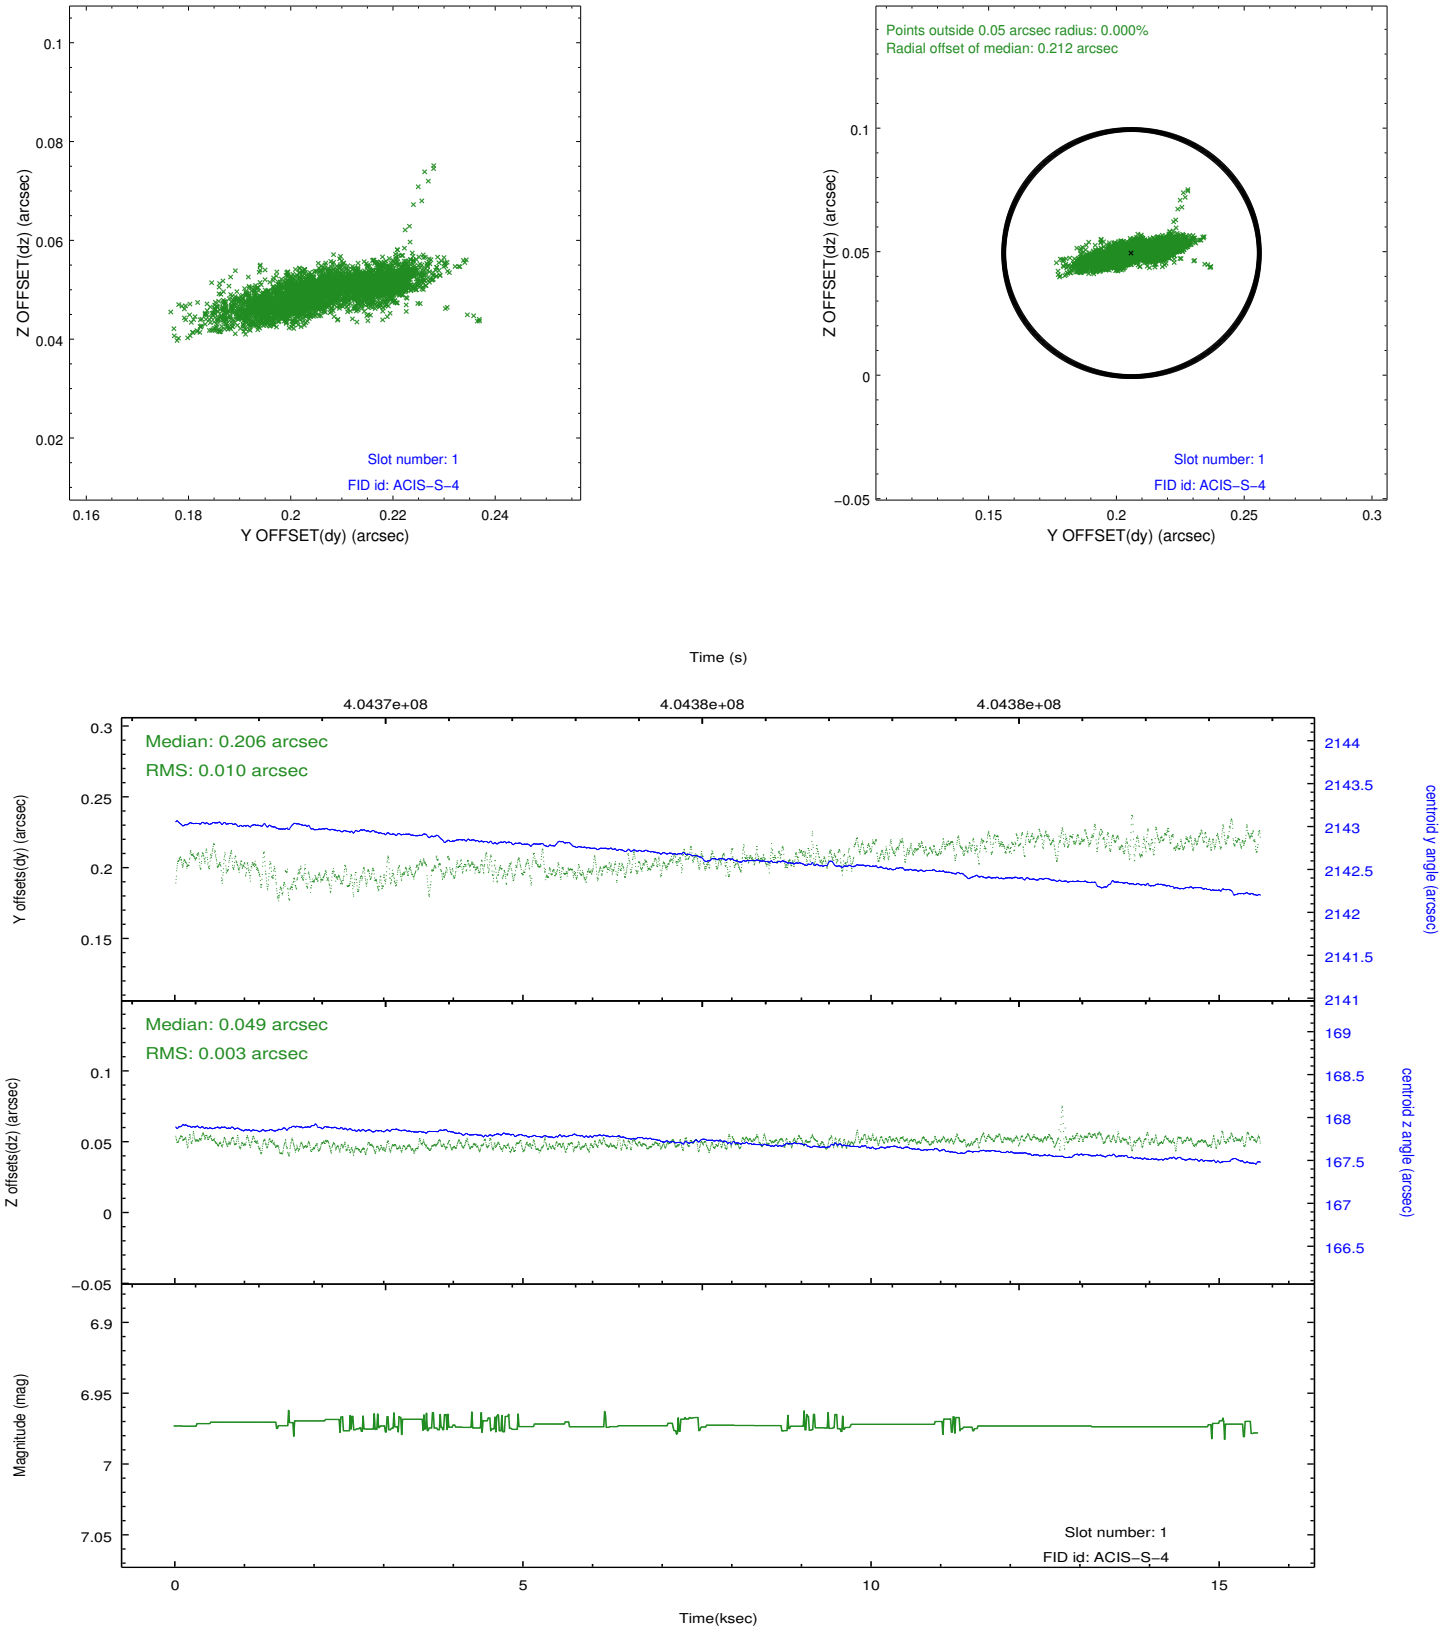 0.1
0.08
0.06
0.04
0.02
Z OFFSET(dz) (arcsec)
Slot number: 1
FID id: ACIS−S−4
0.16 0.18 0.2 0.22 0.24
Y OFFSET(dy) (arcsec)
Points outside 0.05 arcsec radius: 0.000%
Radial offset of median: 0.212 arcsec
0.1
0.05
0
−0.05
Z OFFSET(dz) (arcsec)
Slot number: 1
FID id: ACIS−S−4
0.15 0.2 0.25 0.3
Y OFFSET(dy) (arcsec)
Time (s)
4.0437e+08 4.0438e+08 4.0438e+08
Median: 0.206 arcsec
RMS: 0.010 arcsec
0.3
0.25
0.2
0.15
Y offsets(dy) (arcsec)
2144
2143.5
2143
2142.5
2142
2141.5
2141
centroid y angle (arcsec)
Median: 0.049 arcsec
RMS: 0.003 arcsec
0.1
0.05
0
−0.05
Z offsets(dz) (arcsec)
169
168.5
168
167.5
167
166.5
centroid z angle (arcsec)
6.9
6.95
7
7.05
Magnitude (mag)
Slot number: 1
FID id: ACIS−S−4
0 5 10 15
Time(ksec)